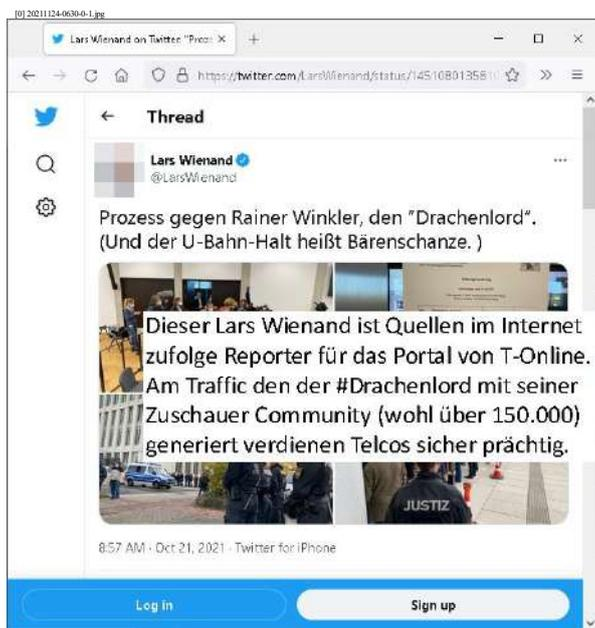 [0] 20211124-0630-0-1.jpg
Lars Wienand on Twitter: "Proze
https://twitter.com/LarsWienand/status/1451080135810
Thread
Lars Wienand
@LarsWienand
Prozess gegen Rainer Winkler, den "Drachenlord".
(Und der U-Bahn-Halt heißt Bärenschanze. )
Dieser Lars Wienand ist Quellen im Internet
zufolge Reporter für das Portal von T-Online.
Am Traffic den der #Drachenlord mit seiner
Zuschauer Community (wohl über 150.000)
generiert verdienen Telcos sicher prächtig.
JUSTIZ
8:57 AM · Oct 21, 2021 · Twitter for iPhone
Log in
Sign up